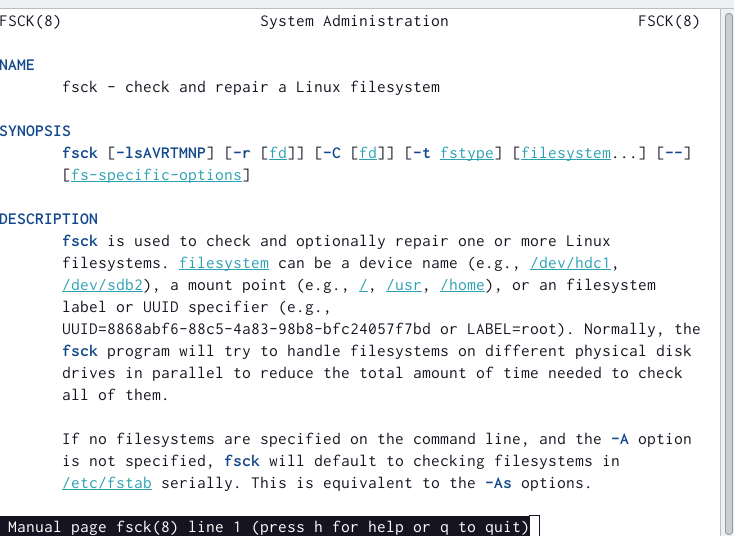 FSCK(8) System Administration FSCK(8)
NAME
fsck - check and repair a Linux filesystem
SYNOPSIS
fsck [-lsAVRTMNP] [-r [fd]] [-C [fd]] [-t fstype] [filesystem...] [--]
[fs-specific-options]
DESCRIPTION
fsck is used to check and optionally repair one or more Linux
filesystems. filesystem can be a device name (e.g., /dev/hdc1,
/dev/sdb2), a mount point (e.g., /, /usr, /home), or an filesystem
label or UUID specifier (e.g.,
UUID=8868abf6-88c5-4a83-98b8-bfc24057f7bd or LABEL=root). Normally, the
fsck program will try to handle filesystems on different physical disk
drives in parallel to reduce the total amount of time needed to check
all of them.
If no filesystems are specified on the command line, and the -A option
is not specified, fsck will default to checking filesystems in
/etc/fstab serially. This is equivalent to the -As options.
Manual page fsck(8) line 1 (press h for help or q to quit)